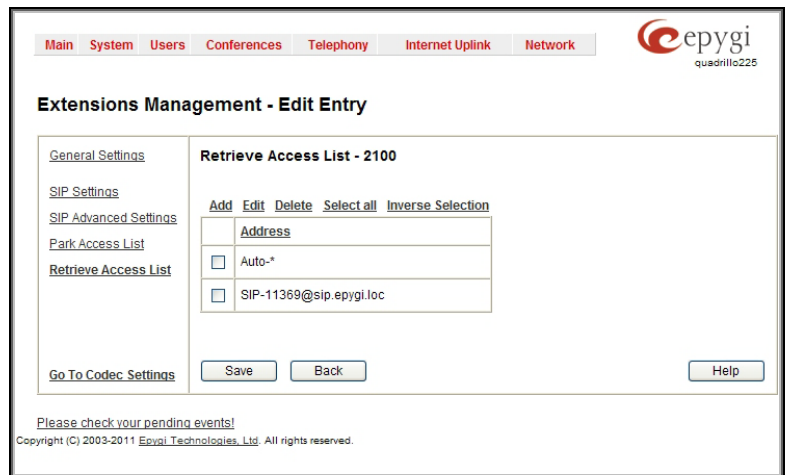 Main System Users Conferences Telephony Internet Uplink Network
epygi
quadrillo225
Extensions Management - Edit Entry
General Settings
SIP Settings
SIP Advanced Settings
Park Access List
Retrieve Access List
Go To Codec Settings
Retrieve Access List - 2100
Add Edit Delete Select all Inverse Selection
Address
Auto-*
SIP-11369@sip.epygi.loc
Save Back Help
Please check your pending events!
Copyright (C) 2003-2011 Epygi Technologies, Ltd. All rights reserved.